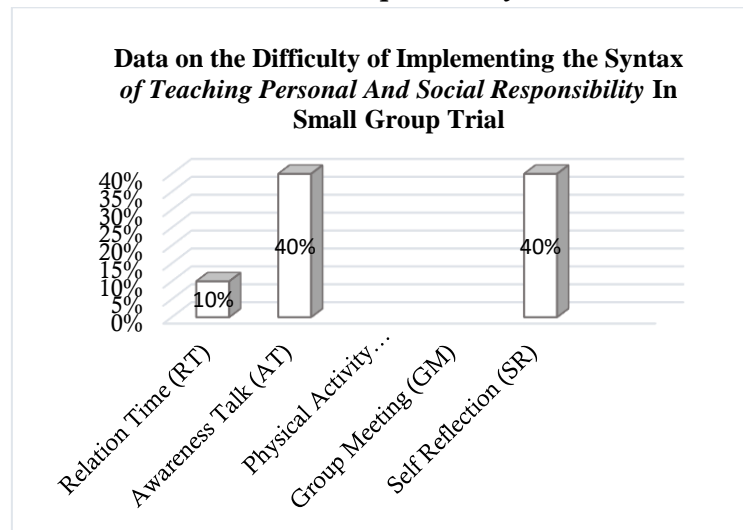 Data on the Difficulty of Implementing the Syntax
of Teaching Personal And Social Responsibility In
Small Group Trial
40%
35%
30%
25%
20%
15%
10%
5%
0%
10%
40%
40%
Relation Time (RT)
Awareness Talk (AT)
Physical Activity…
Group Meeting (GM)
Self Reflection (SR)